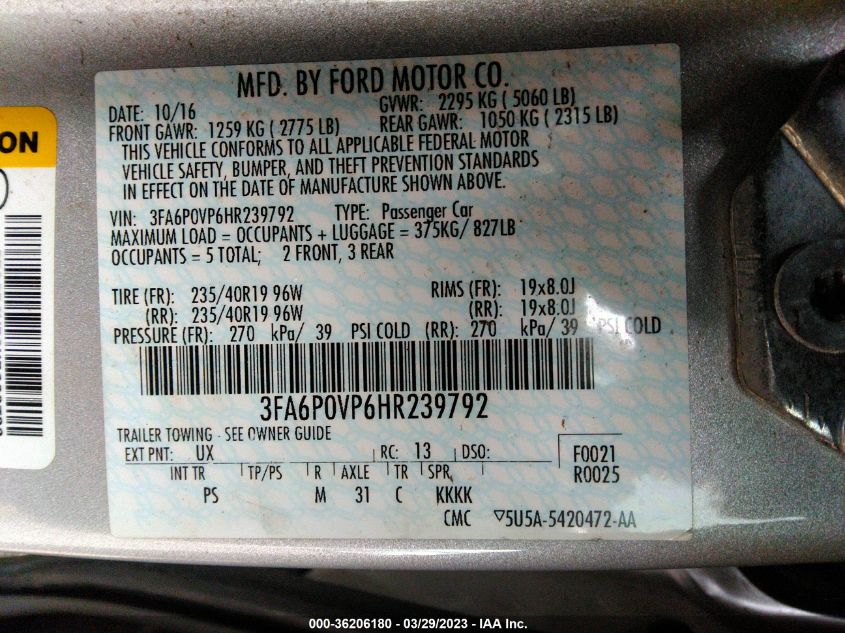 ON
MFD. BY FORD MOTOR CO.
DATE: 10/16 GVWR: 2295 KG ( 5060 LB)
FRONT GAWR: 1259 KG ( 2775 LB) REAR GAWR: 1050 KG ( 2315 LB)
THIS VEHICLE CONFORMS TO ALL APPLICABLE FEDERAL MOTOR
VEHICLE SAFETY, BUMPER, AND THEFT PREVENTION STANDARDS
IN EFFECT ON THE DATE OF MANUFACTURE SHOWN ABOVE.
VIN: 3FA6P0VP6HR239792 TYPE: Passenger Car
MAXIMUM LOAD = OCCUPANTS + LUGGAGE = 375KG/ 827LB
OCCUPANTS = 5 TOTAL; 2 FRONT, 3 REAR
TIRE (FR): 235/40R19 96W RIMS (FR): 19x8.0J
(RR): 235/40R19 96W (RR): 19x8.0J
PRESSURE (FR): 270 kPa/ 39 PSI COLD (RR): 270 kPa/ 39 PSI COLD
3FA6P0VP6HR239792
TRAILER TOWING - SEE OWNER GUIDE
EXT PNT: UX RC: 13 DSO: F0021
R0025
INT TR TP/PS R AXLE TR SPR
PS M 31 C KKKK
CMC 5U5A-5420472-AA
000-36206180 - 03/29/2023 - IAA Inc.